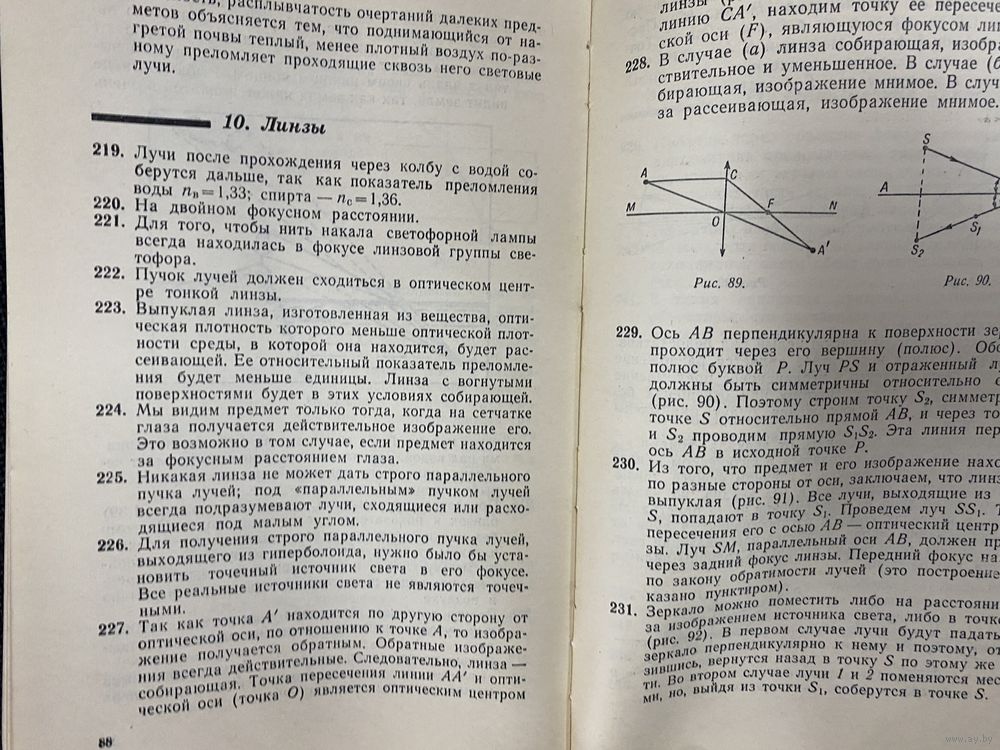 расплывчатость очертаний далеких пред-
метов объясняется тем, что поднимающийся от на-
гретой почвы теплый, менее плотный воздух по-раз-
ному преломляет проходящие сквозь него световые
лучи.
10. Линзы
219. Лучи после прохождения через колбу с водой со-
берутся дальше, так как показатель преломления
воды nв = 1,33; спирта — nс = 1,36.
220. На двойном фокусном расстоянии.
221. Для того, чтобы нить накала светофорной лампы
всегда находилась в фокусе линзовой группы све-
тофора.
222. Пучок лучей должен сходиться в оптическом цент-
ре тонкой линзы.
223. Выпуклая линза, изготовленная из вещества, опти-
ческая плотность которого меньше оптической плот-
ности среды, в которой она находится, будет рас-
сеивающей. Ее относительный показатель преломле-
ния будет меньше единицы. Линза с вогнутыми
поверхностями будет в этих условиях собирающей.
224. Мы видим предмет только тогда, когда на сетчатке
глаза получается действительное изображение его.
Это возможно в том случае, если предмет находится
за фокусным расстоянием глаза.
225. Никакая линза не может дать строго параллельного
пучка лучей; под «параллельным» пучком лучей
всегда подразумевают лучи, сходящиеся или расхо-
дящиеся под малым углом.
226. Для получения строго параллельного пучка лучей,
выходящего из гиперболоида, нужно было бы уста-
новить точечный источник света в его фокусе.
Все реальные источники света не являются точеч-
ными.
227. Так как точка A′ находится по другую сторону от
оптической оси, по отношению к точке A, то изобра-
жение получается обратным. Обратные изображе-
ния всегда действительные. Следовательно, линза —
собирающая. Точка пересечения линии AA′ и опти-
ческой оси (точка O) является оптическим центром
88
линзы
линию CA′, находим точку ее пересече
ской оси (F), являющуюся фокусом ли
228. В случае (а) линза собирающая, изобра
ствительное и уменьшенное. В случае (б
бирающая, изображение мнимое. В случ
за рассеивающая, изображение мнимое.
A C M O F N A′
Рис. 89.
S A S1 S2
Рис. 90.
229. Ось AB перпендикулярна к поверхности зе
проходит через его вершину (полюс). Обо
полюс буквой P. Луч PS и отраженный л
должны быть симметричны относительно
(рис. 90). Поэтому строим точку S2, симмет
точке S относительно прямой AB, и через то
и S2 проводим прямую S1S2. Эта линия пер
ось AB в исходной точке P.
230. Из того, что предмет и его изображение нахо
по разные стороны от оси, заключаем, что лин
выпуклая (рис. 91). Все лучи, выходящие из
S, попадают в точку S1. Проведем луч SS1. Т
пересечения его с осью AB — оптический центр
зы. Луч SM, параллельный оси AB, должен пр
через задний фокус линзы. Передний фокус на
по закону обратимости лучей (это построение
казано пунктиром).
231. Зеркало можно поместить либо на расстояни
за изображением источника света, либо в точк
(рис. 92). В первом случае лучи будут падать
зеркало перпендикулярно к нему и поэтому, от
зившись, вернутся назад в точку S по этому же
ти. Во втором случае лучи 1 и 2 поменяются мес
ми, но, выйдя из точки S1, соберутся в точке S.
www.ay.by